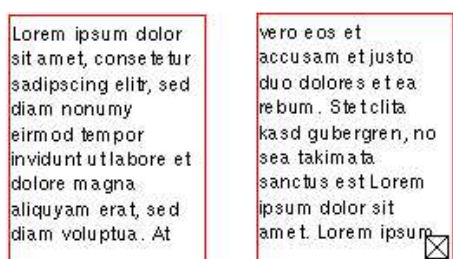 Lorem ipsum dolor
sit amet, consetetur
sadipscing elitr, sed
diam nonumy
eirmod tempor
invidunt ut labore et
dolore magna
aliquyam erat, sed
diam voluptua. At
vero eos et
accusam et justo
duo dolores et ea
rebum. Stet clita
kasd gubergren, no
sea takimata
sanctus est Lorem
ipsum dolor sit
amet. Lorem ipsum